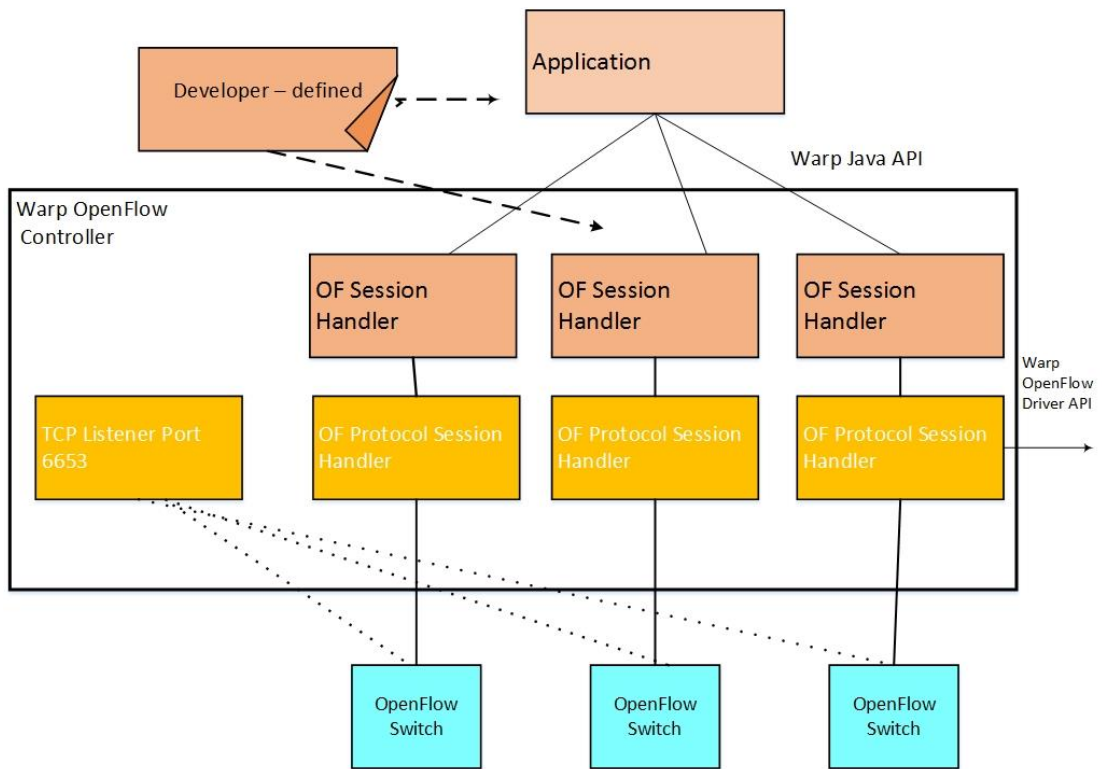 Application
Developer – defined
Warp Java API
Warp OpenFlow
Controller
OF Session
Handler
OF Session
Handler
OF Session
Handler
Warp
OpenFlow
Driver API
TCP Listener Port
6653
OF Protocol Session
Handler
OF Protocol Session
Handler
OF Protocol Session
Handler
OpenFlow
Switch
OpenFlow
Switch
OpenFlow
Switch